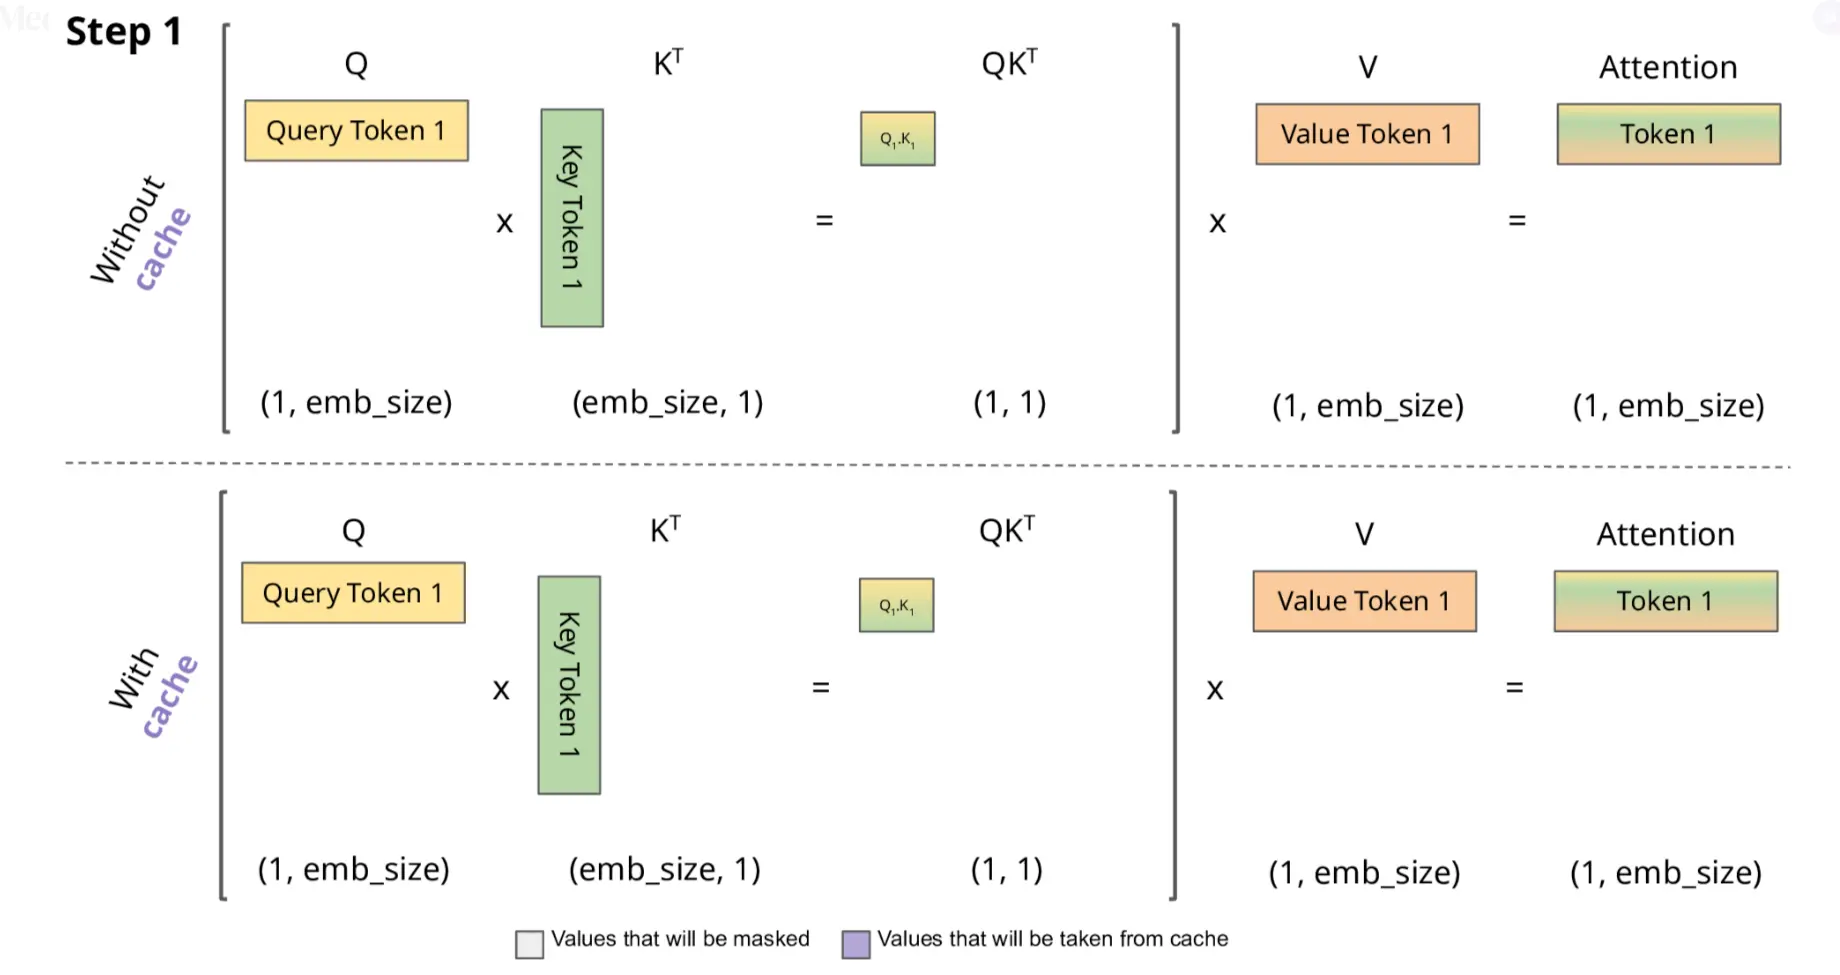 Step 1
Q
K^T
QK^T
V
Attention
Query Token 1
Key Token 1
Q₁.K₁
Value Token 1
Token 1
Without
cache
x
=
x
=
(1, emb_size)
(emb_size, 1)
(1, 1)
(1, emb_size)
(1, emb_size)
Q
K^T
QK^T
V
Attention
Query Token 1
Key Token 1
Q₁.K₁
Value Token 1
Token 1
With
cache
x
=
x
=
(1, emb_size)
(emb_size, 1)
(1, 1)
(1, emb_size)
(1, emb_size)
Values that will be masked
Values that will be taken from cache